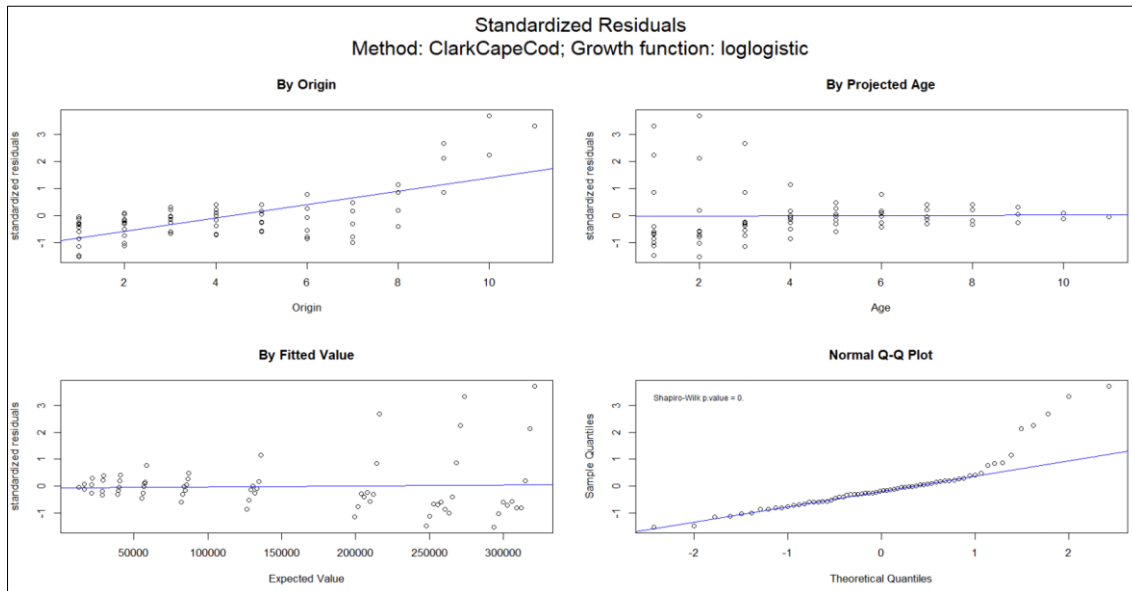 Standardized Residuals
Method: ClarkCapeCod; Growth function: loglogistic
By Origin
standardized residuals
-1 0 1 2 3
2 4 6 8 10
Origin
By Projected Age
standardized residuals
-1 0 1 2 3
2 4 6 8 10
Age
By Fitted Value
standardized residuals
-1 0 1 2 3
50000 100000 150000 200000 250000 300000
Expected Value
Normal Q-Q Plot
Shapiro-Wilk p.value = 0.
Sample Quantiles
-1 0 1 2 3
-2 -1 0 1 2
Theoretical Quantiles